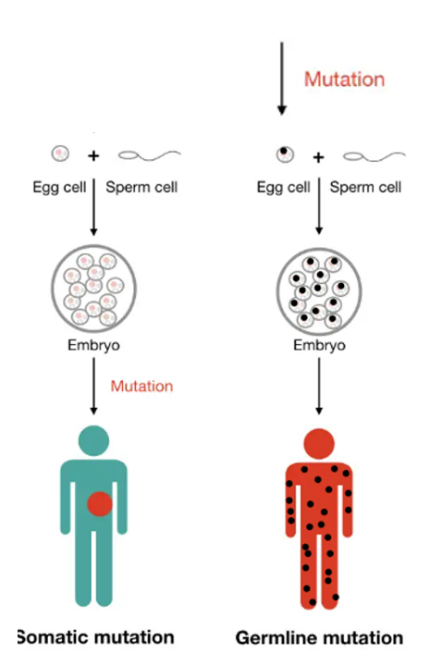 Mutation
Egg cell
Sperm cell
Egg cell
Sperm cell
Embryo
Embryo
Mutation
Somatic mutation
Germline mutation